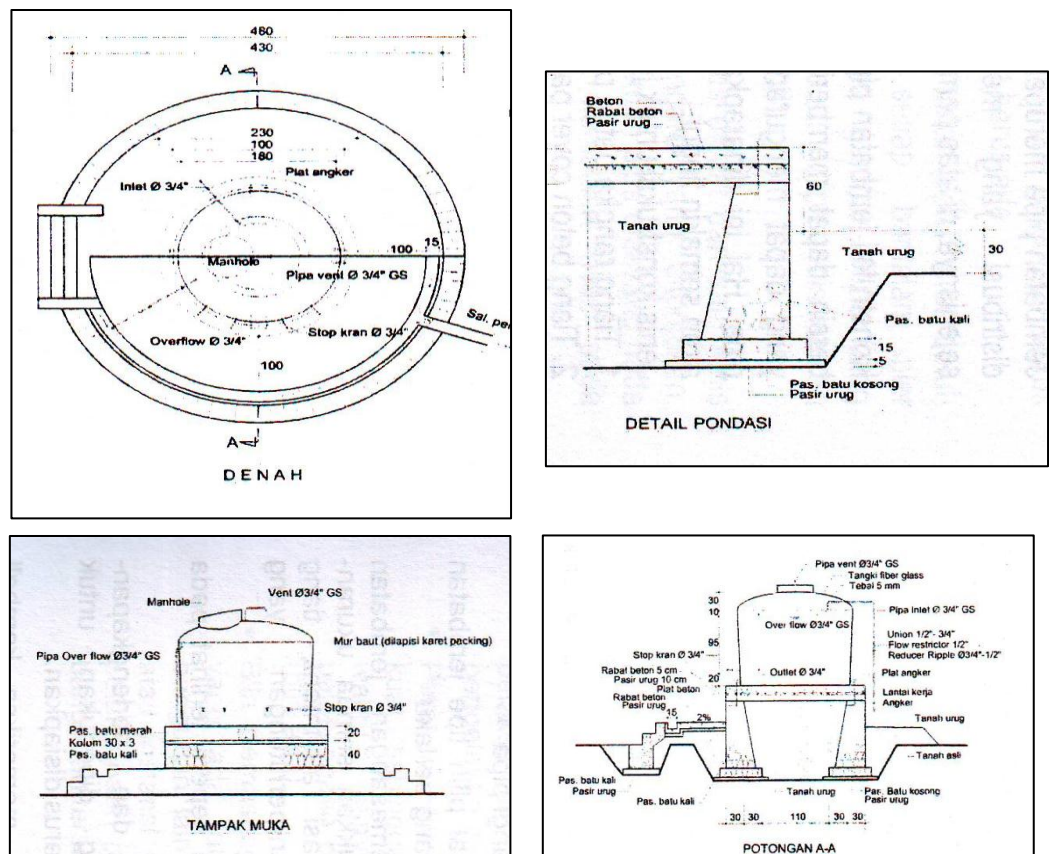 460
430
A
230
100
180
Plat angker
Inlet Ø 3/4"
100 15
Manhole
Pipa vent Ø 3/4" GS
Sal.
Stop kran Ø 3/4"
Overflow Ø 3/4"
100
A
DENAH
Beton
Rabat beton
Pasir urug
60
Tanah urug
Tanah urug
30
Pas. batu kali
15
5
Pas. batu kosong
Pasir urug
DETAIL PONDASI
Vent Ø3/4" GS
Manhole
Mur baut (dilapisi karet packing)
Pipa Over flow Ø3/4" GS
Stop kran Ø 3/4"
Pas. batu merah
Kolum 30 x 3
Pas. batu kali
20
40
TAMPAK MUKA
Pipa vent Ø3/4" GS
Tangki fiber glass
Tebal 5 mm
30
10
Pipa Inlet Ø 3/4" GS
Over flow Ø3/4" GS
Union 1/2"- 3/4"
Flow restrictor 1/2"
Reducer Ripple Ø3/4"-1/2"
95
Stop kran Ø 3/4"
Outlet Ø 3/4"
Plat angker
20
Rabat beton 5 cm
Pasir urug 10 cm
Plat beton
Rabat beton
Pasir urug
Lantai kerja
Angker
15
2%
Tanah urug
Tanah asli
Pas. batu kali
Pasir urug
Pas. batu kali
Tanah urug
Pas. Batu kosong
Pasir urug
30 30 110 30 30
POTONGAN A-A